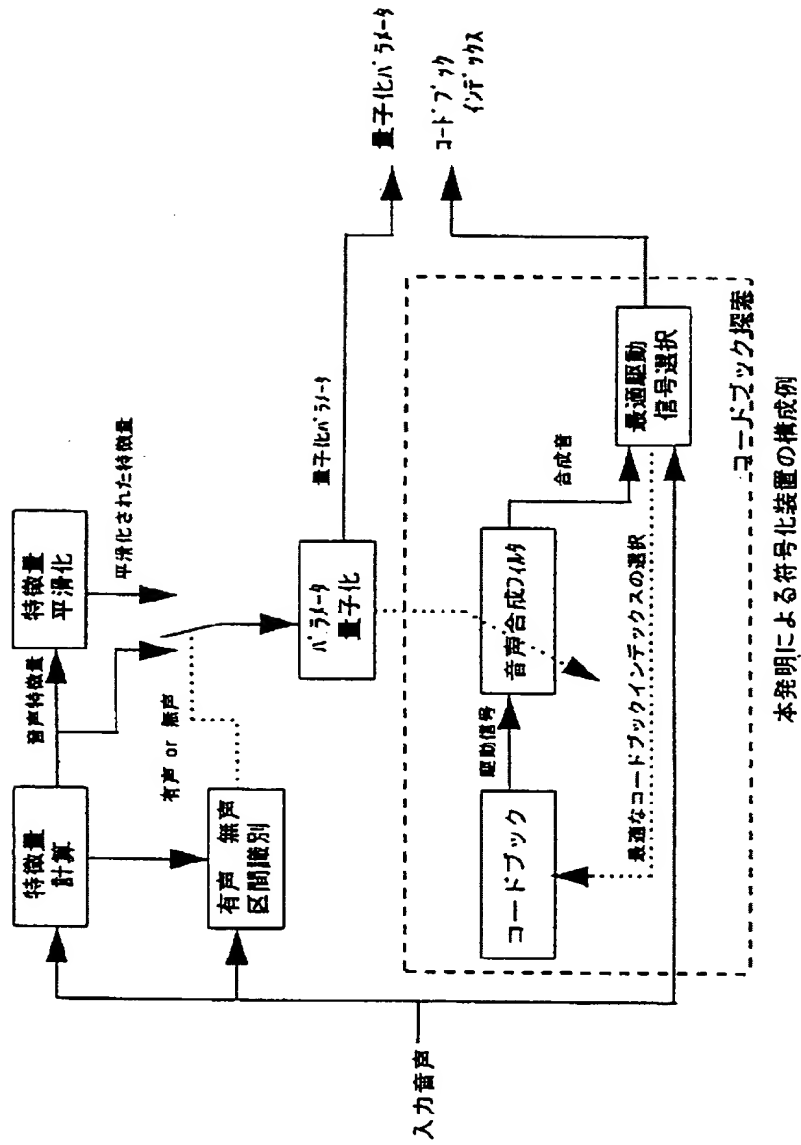 入力音声
特徴量
計算
音声特徴量
特徴量
平滑化
平滑化された特徴量
有声 無声
区間識別
有声 or 無声
パラメータ
量子化
量子化パラメータ
量子化パラメータ
コードブック
インデックス
コードブック
駆動信号
音声合成フィルタ
合成音
最適駆動
信号選択
最適なコードブックインデックスの選択
コードブック探索
本発明による符号化装置の構成例